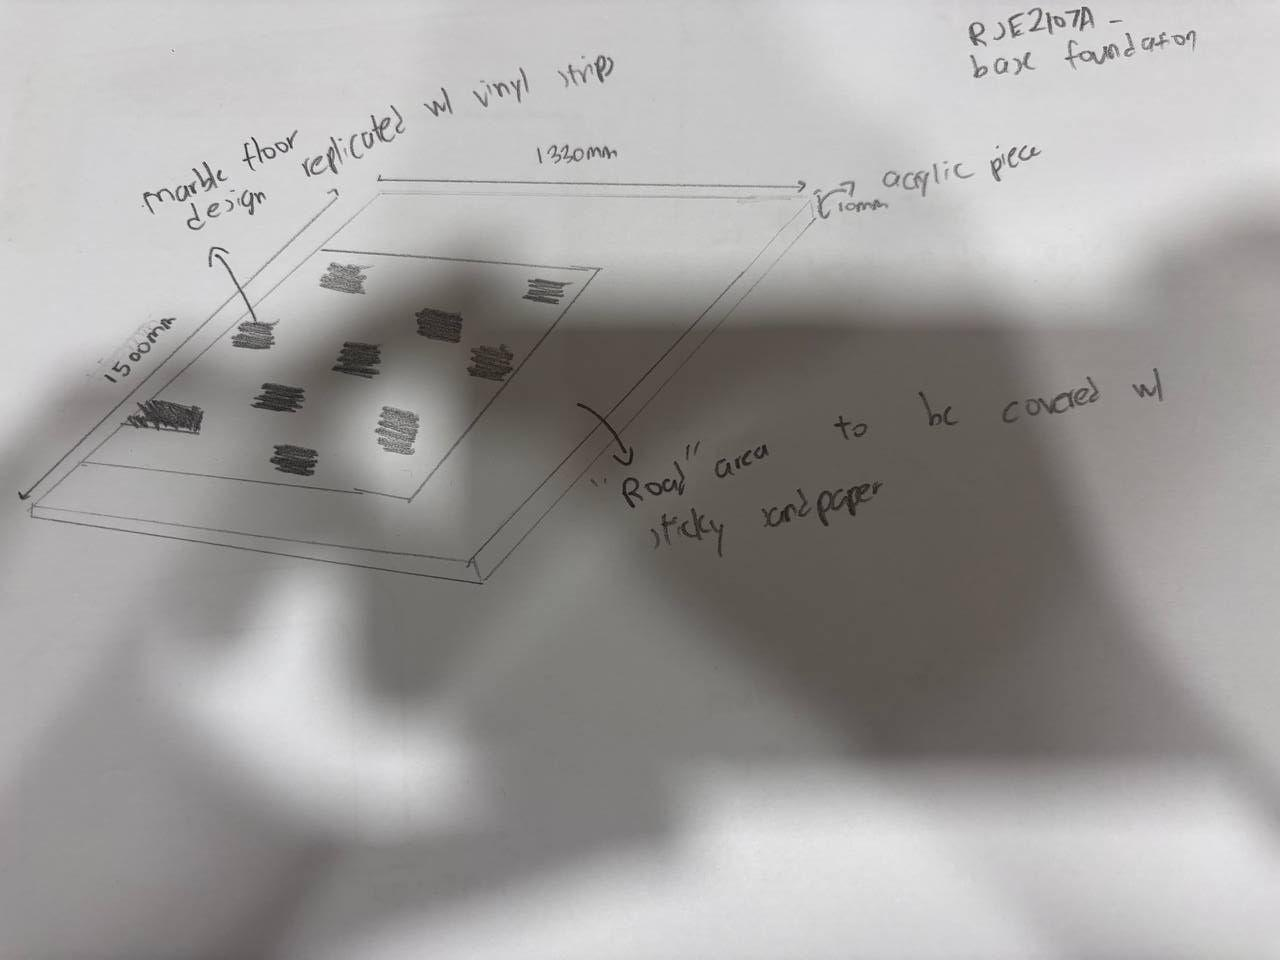 RJE2107A -
base foundation
marble floor
design replicated w/ vinyl strips
1330mm
acrylic piece
10mm
1500mm
"Road" area to be covered w/
sticky sandpaper